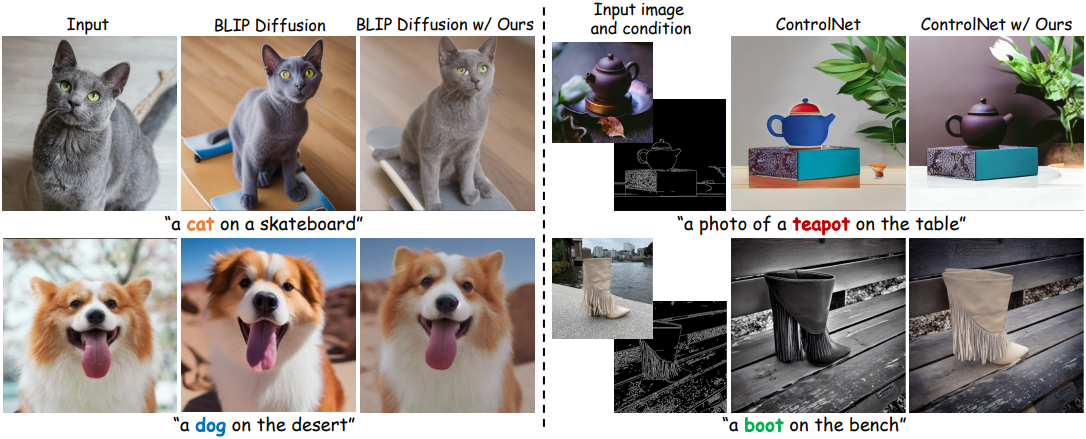 Input
BLIP Diffusion
BLIP Diffusion w/ Ours
Input image
and condition
ControlNet
ControlNet w/ Ours
“a cat on a skateboard”
“a photo of a teapot on the table”
“a dog on the desert”
“a boot on the bench”